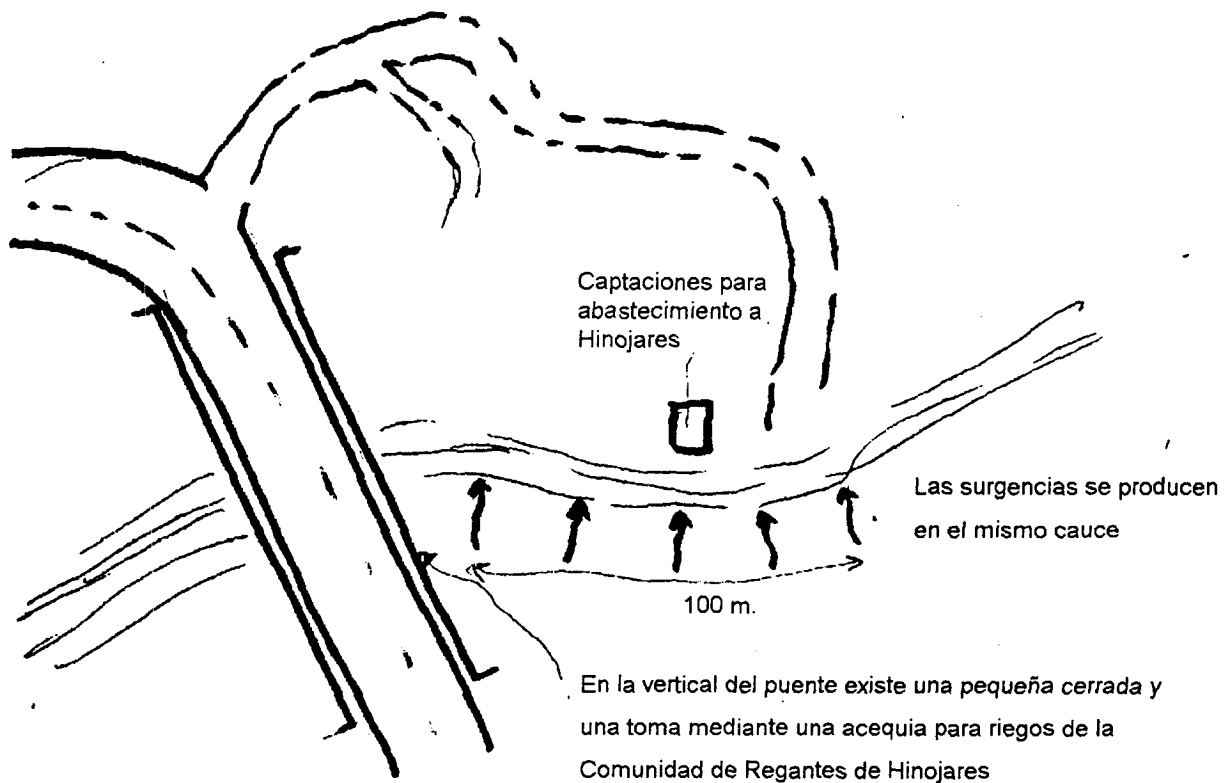 Captaciones para
abastecimiento a
Hinojares
Las surgencias se producen
en el mismo cauce
100 m.
En la vertical del puente existe una pequeña cerrada y
una toma mediante una acequia para riegos de la
Comunidad de Regantes de Hinojares